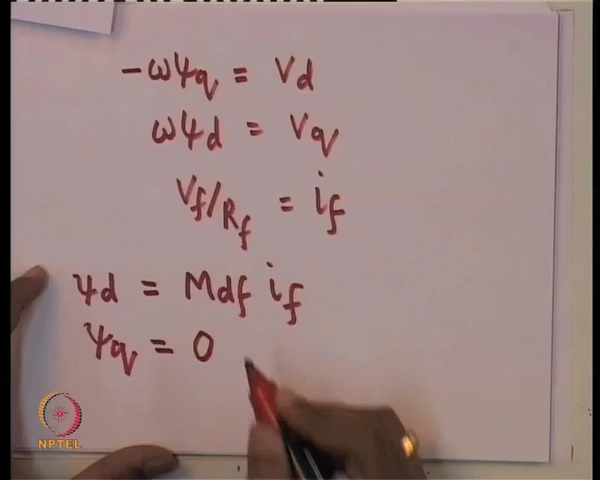 -ωψq = Vd
ωψd = Vq
Vf/Rf = if
ψd = Mdf if
ψq = 0
NPTEL